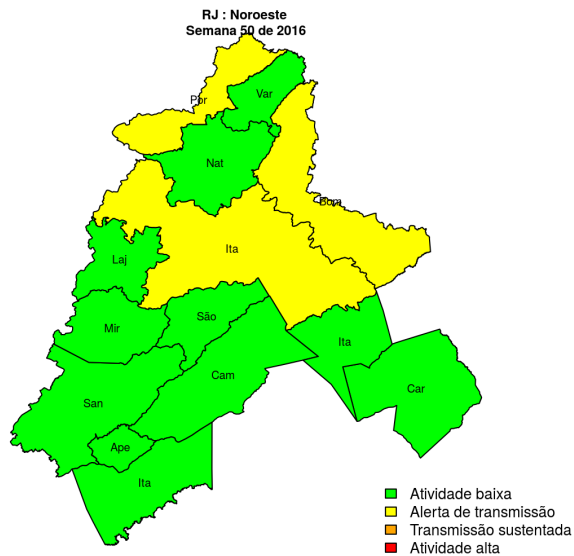 RJ : Noroeste
Semana 50 de 2016
Por
Var
Nat
Bom
Ita
Laj
São
Mir
Ita
Cam
Car
San
Ape
Ita
Atividade baixa
Alerta de transmissão
Transmissão sustentada
Atividade alta